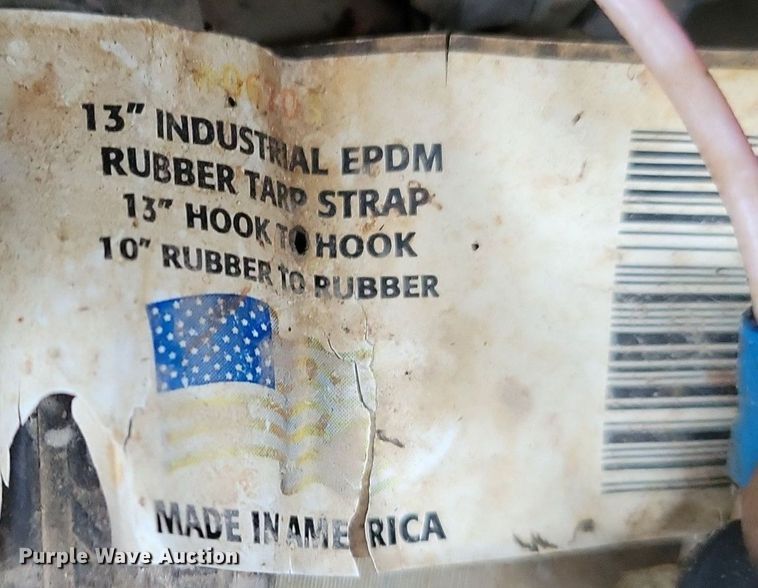 13" INDUSTRIAL EPDM
RUBBER TARP STRAP
13" HOOK TO HOOK
10" RUBBER TO RUBBER
MADE IN AMERICA
Purple Wave Auction